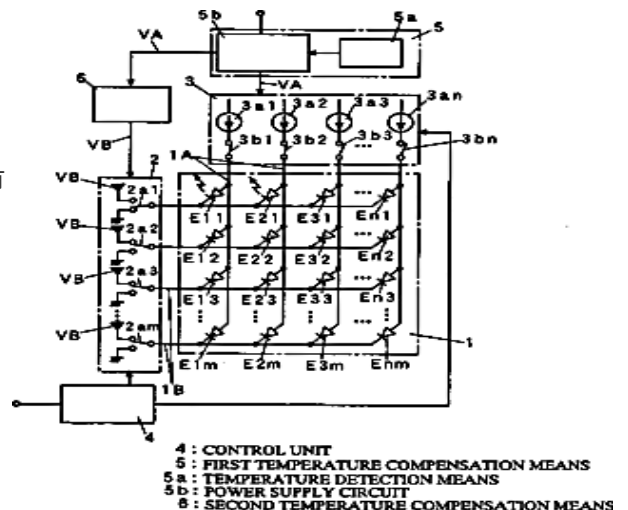 5b 5a
VA 5
VA
3
6 3a1 3a2 3a3 3an
3b1 3b2 3b3 3bn
VB 1A
2
VB 2a1
E11 E21 E31 En1
VB 2a2
E12 E22 E32 En2
VB 2a3
E13 E23 E33 En3
VB 2am
1
E1m E2m E3m Enm
1B
4
4 : CONTROL UNIT
5 : FIRST TEMPERATURE COMPENSATION MEANS
5a : TEMPERATURE DETECTION MEANS
5b : POWER SUPPLY CIRCUIT
6 : SECOND TEMPERATURE COMPENSATION MEANS